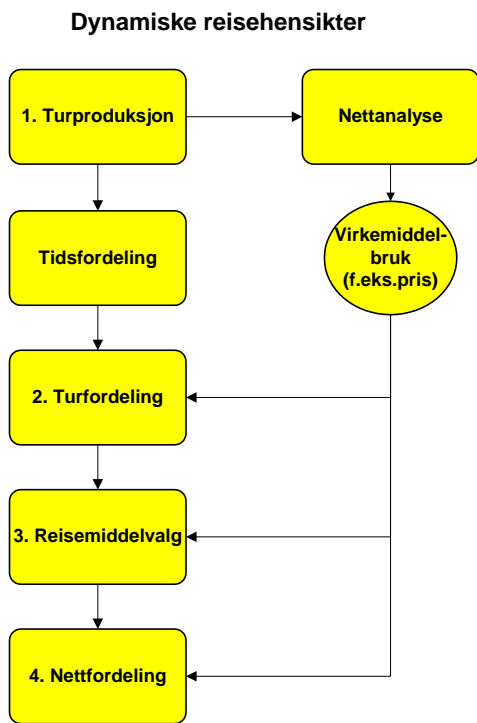 Dynamiske reisehensikter
1. Turproduksjon
Nettanalyse
Tidsfordeling
Virkemiddel-
bruk
(f.eks.pris)
2. Turfordeling
3. Reisemiddelvalg
4. Nettfordeling